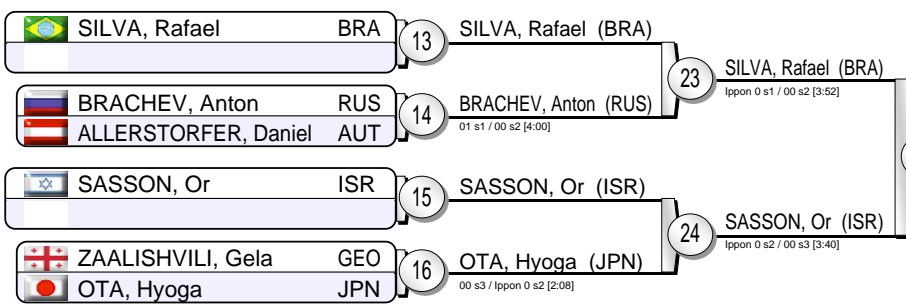 SILVA, Rafael BRA
13
SILVA, Rafael (BRA)
23
SILVA, Rafael (BRA)
Ippon 0 s1 / 00 s2 [3:52]
BRACHEV, Anton RUS
ALLERSTORFER, Daniel AUT
14
BRACHEV, Anton (RUS)
01 s1 / 00 s2 [4:00]
SASSON, Or ISR
15
SASSON, Or (ISR)
24
SASSON, Or (ISR)
Ippon 0 s2 / 00 s3 [3:40]
ZAALISHVILI, Gela GEO
OTA, Hyoga JPN
16
OTA, Hyoga (JPN)
00 s3 / Ippon 0 s2 [2:08]